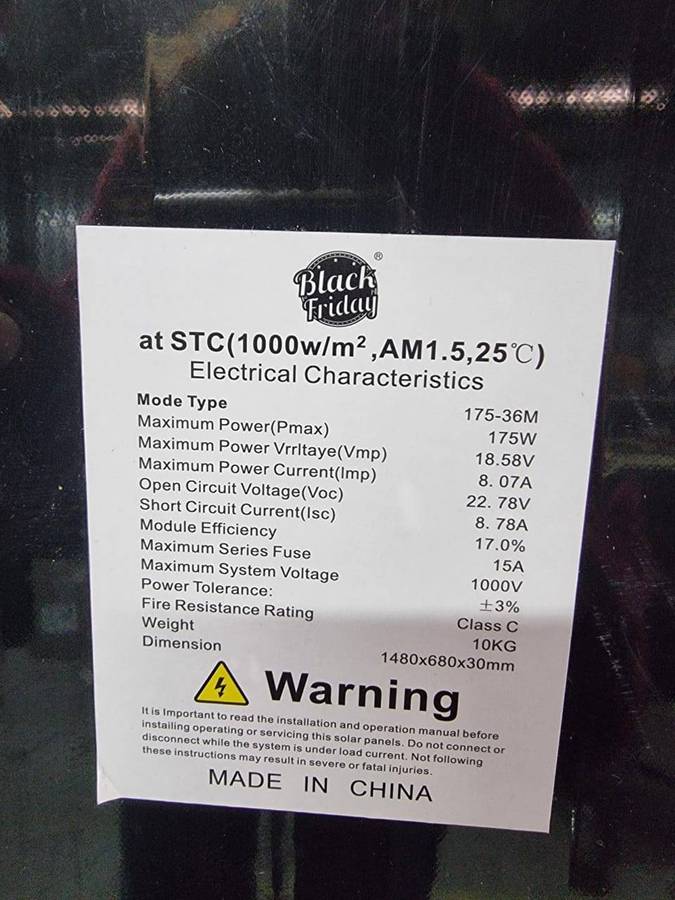 Black
Friday
®
at STC(1000w/m²,AM1.5,25℃)
Electrical Characteristics
Mode Type 175-36M
Maximum Power(Pmax) 175W
Maximum Power Vrrltaye(Vmp) 18.58V
Maximum Power Current(Imp) 8. 07A
Open Circuit Voltage(Voc) 22. 78V
Short Circuit Current(Isc) 8. 78A
Module Efficiency 17.0%
Maximum Series Fuse 15A
Maximum System Voltage 1000V
Power Tolerance: ±3%
Fire Resistance Rating Class C
Weight 10KG
Dimension 1480x680x30mm
Warning
It is Important to read the installation and operation manual before
installing operating or servicing this solar panels. Do not connect or
disconnect while the system is under load current. Not following
these instructions may result in severe or fatal injuries.
MADE IN CHINA